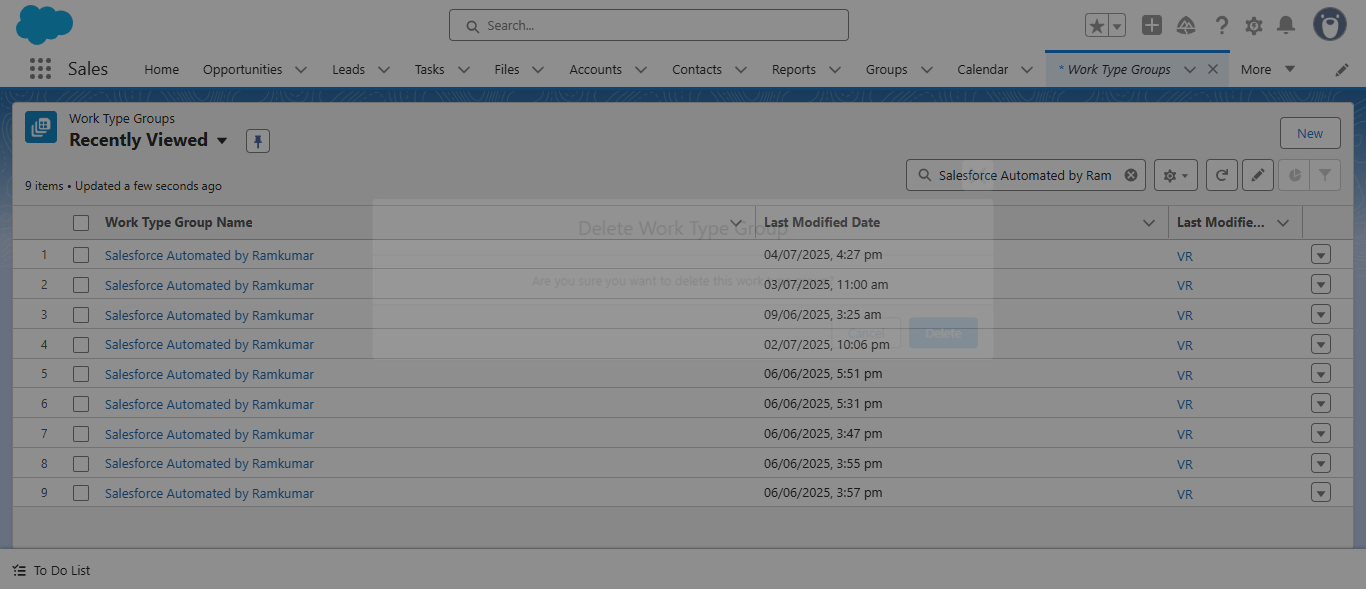 Search...
Sales Home Opportunities Leads Tasks Files Accounts Contacts Reports Groups Calendar * Work Type Groups More
Work Type Groups
Recently Viewed
New
9 items • Updated a few seconds ago
Salesforce Automated by Ram
Work Type Group Name Last Modified Date Last Modifie...
Delete Work Type Group
1 Salesforce Automated by Ramkumar 04/07/2025, 4:27 pm VR
2 Salesforce Automated by Ramkumar 03/07/2025, 11:00 am VR
Are you sure you want to delete this work
3 Salesforce Automated by Ramkumar 09/06/2025, 3:25 am VR
Cancel Delete
4 Salesforce Automated by Ramkumar 02/07/2025, 10:06 pm VR
5 Salesforce Automated by Ramkumar 06/06/2025, 5:51 pm VR
6 Salesforce Automated by Ramkumar 06/06/2025, 5:31 pm VR
7 Salesforce Automated by Ramkumar 06/06/2025, 3:47 pm VR
8 Salesforce Automated by Ramkumar 06/06/2025, 3:55 pm VR
9 Salesforce Automated by Ramkumar 06/06/2025, 3:57 pm VR
To Do List